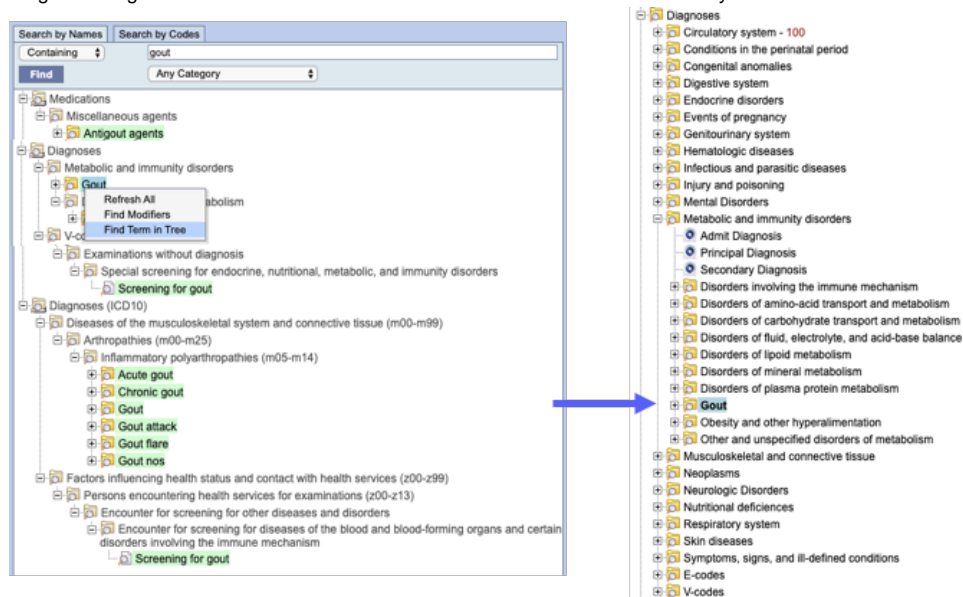 Search by Names
Search by Codes
Containing
gout
Find
Any Category
Medications
Miscellaneous agents
Antigout agents
Diagnoses
Metabolic and immunity disorders
Gout
Refresh All
Find Modifiers
Find Term in Tree
Examinations without diagnosis
Special screening for endocrine, nutritional, metabolic, and immunity disorders
Screening for gout
Diagnoses (ICD10)
Diseases of the musculoskeletal system and connective tissue (m00-m99)
Arthropathies (m00-m25)
Inflammatory polyarthropathies (m05-m14)
Acute gout
Chronic gout
Gout
Gout attack
Gout flare
Gout nos
Factors influencing health status and contact with health services (z00-z99)
Persons encountering health services for examinations (z00-z13)
Encounter for screening for other diseases and disorders
Encounter for screening for diseases of the blood and blood-forming organs and certain
disorders involving the immune mechanism
Screening for gout
Diagnoses
Circulatory system - 100
Conditions in the perinatal period
Congenital anomalies
Digestive system
Endocrine disorders
Events of pregnancy
Genitourinary system
Hematologic diseases
Infectious and parasitic diseases
Injury and poisoning
Mental Disorders
Metabolic and immunity disorders
Admit Diagnosis
Principal Diagnosis
Secondary Diagnosis
Disorders involving the immune mechanism
Disorders of amino-acid transport and metabolism
Disorders of carbohydrate transport and metabolism
Disorders of fluid, electrolyte, and acid-base balance
Disorders of lipoid metabolism
Disorders of mineral metabolism
Disorders of plasma protein metabolism
Gout
Obesity and other hyperalimentation
Other and unspecified disorders of metabolism
Musculoskeletal and connective tissue
Neoplasms
Neurologic Disorders
Nutritional deficiences
Respiratory system
Skin diseases
Symptoms, signs, and ill-defined conditions
E-codes
V-codes